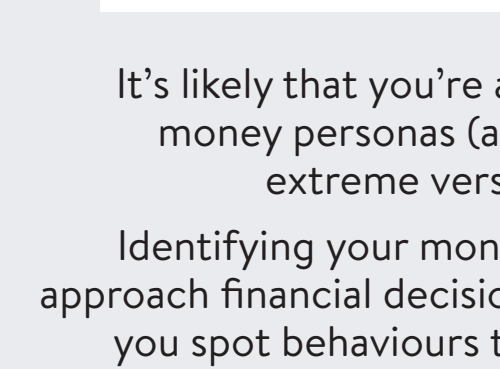 It’s likely that you’re
money personas (a
extreme vers
Identifying your mon
approach financial decisio
you spot behaviours t